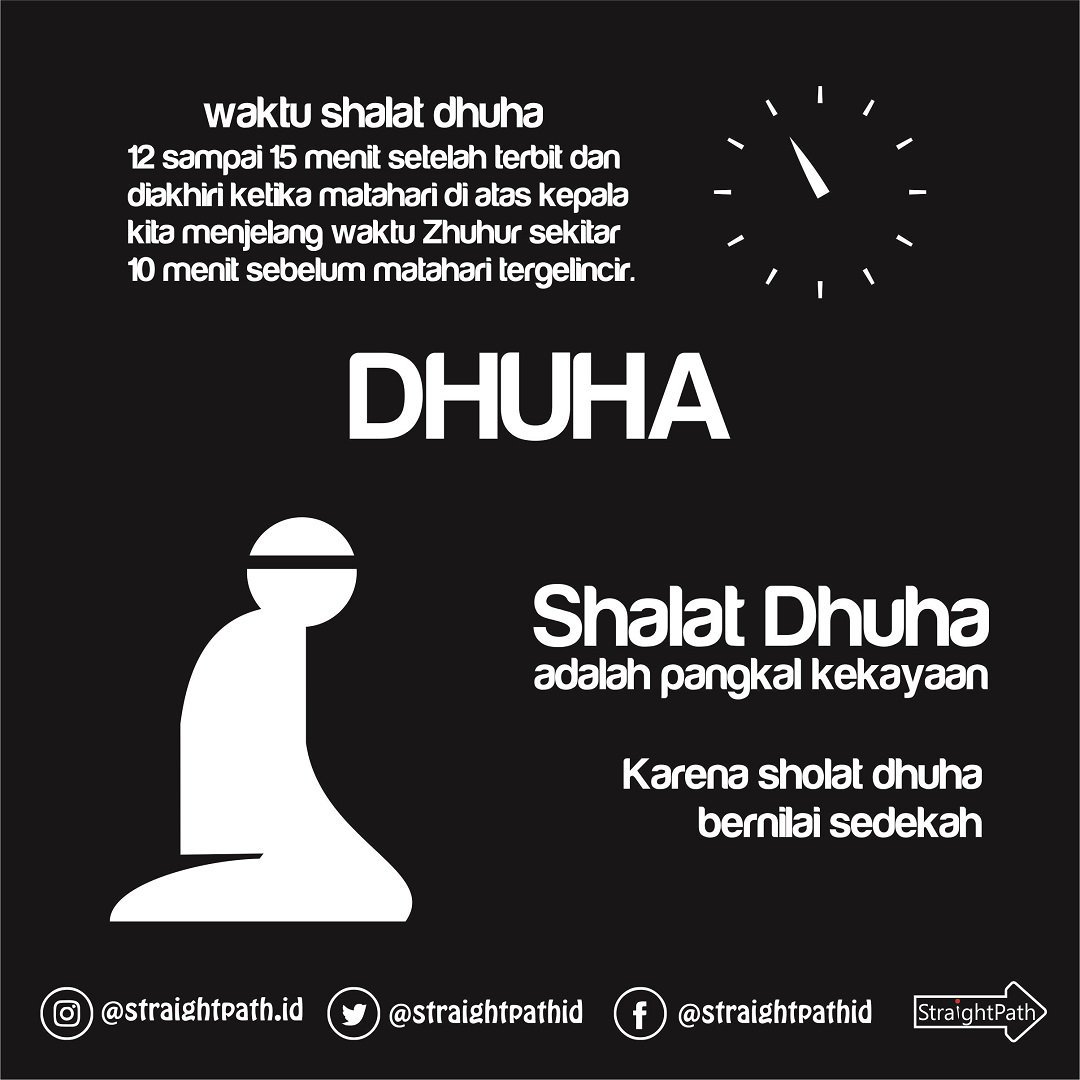 waktu shalat dhuha
12 sampai 15 menit setelah terbit dan
diakhiri ketika matahari di atas kepala
kita menjelang waktu Zhuhur sekitar
10 menit sebelum matahari tergelincir.
DHUHA
Shalat Dhuha
adalah pangkal kekayaan
Karena sholat dhuha
bernilai sedekah
@straightpath.id
@straightpathid
@straightpathid
StraightPath